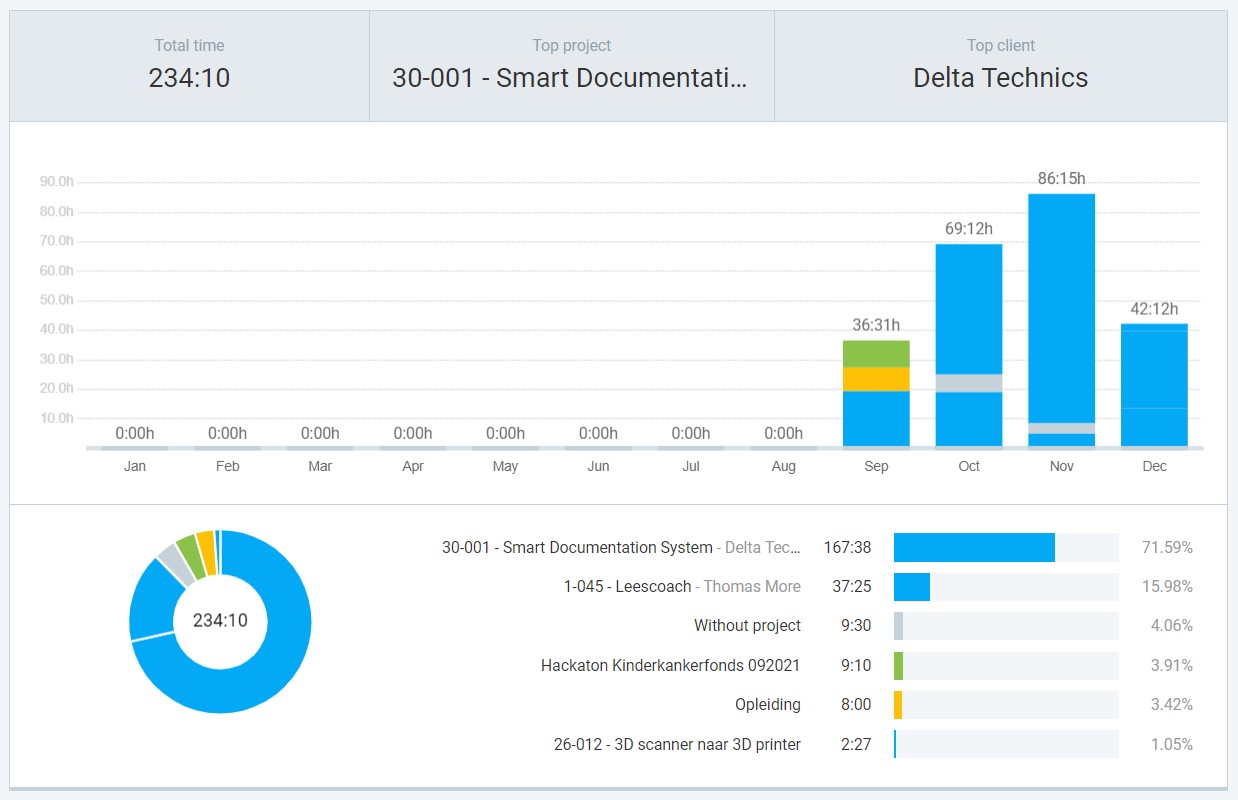 Total time
Top project
Top client
234:10
30-001 - Smart Documentati...
Delta Technics
90.0h
80.0h
70.0h
60.0h
50.0h
40.0h
30.0h
20.0h
10.0h
0:00h
0:00h
0:00h
0:00h
0:00h
0:00h
0:00h
0:00h
36:31h
69:12h
86:15h
42:12h
Jan
Feb
Mar
Apr
May
Jun
Jul
Aug
Sep
Oct
Nov
Dec
234:10
30-001 - Smart Documentation System - Delta Tec... 167:38 71.59%
1-045 - Leescoach - Thomas More 37:25 15.98%
Without project 9:30 4.06%
Hackaton Kinderkankerfonds 092021 9:10 3.91%
Opleiding 8:00 3.42%
26-012 - 3D scanner naar 3D printer 2:27 1.05%